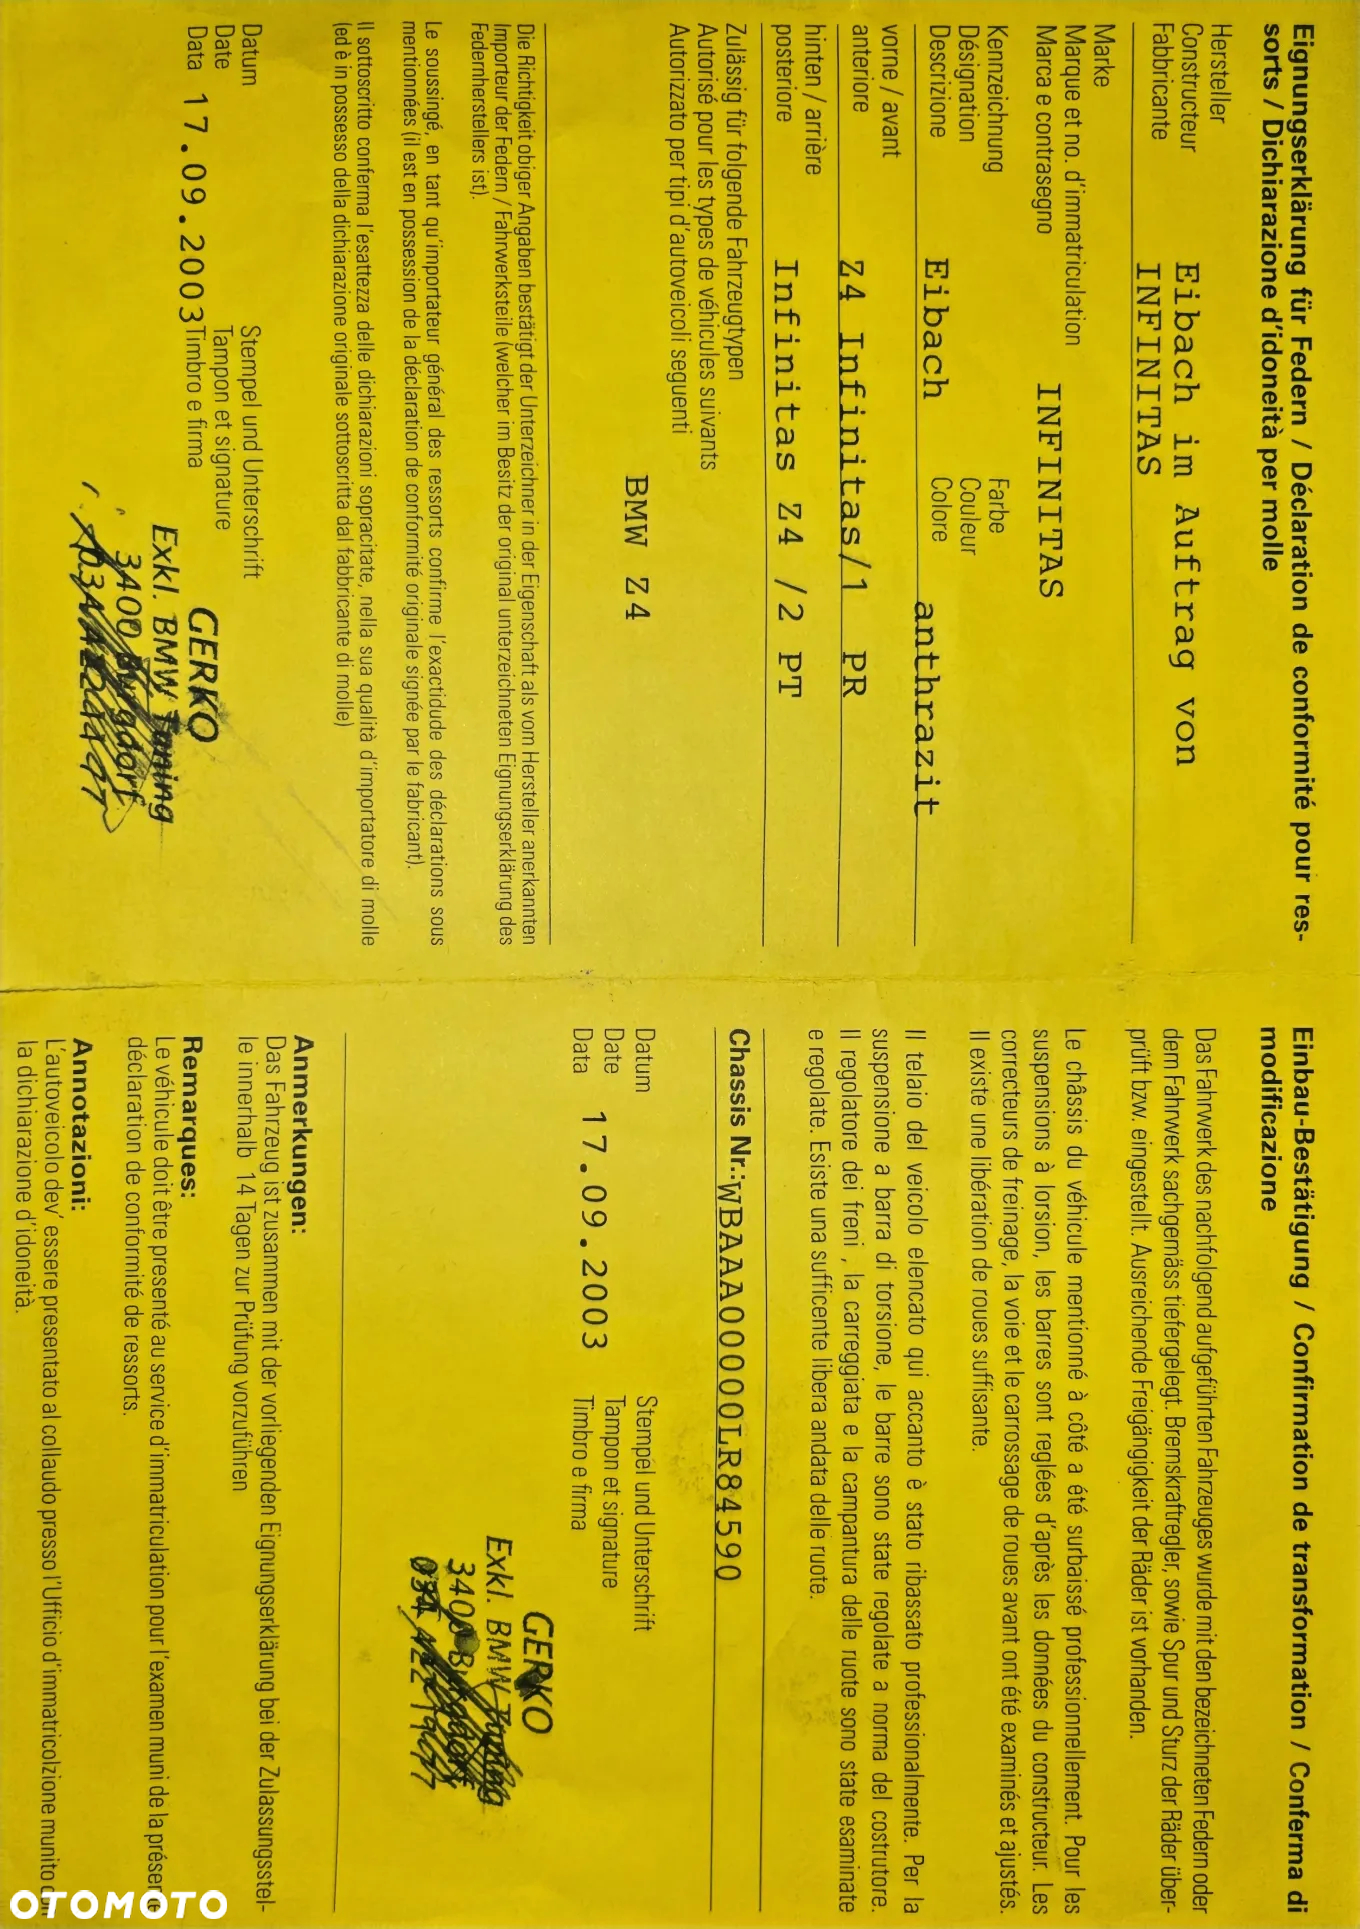 Eignungserklärung für Federn / Déclaration de conformité pour res-
sorts / Dichiarazione d'idoneità per molle
Hersteller
Constructeur
Fabbricante
Eibach im Auftrag von
INFINITAS
Marke
Marque et no. d'immatriculation
Marca e contrasegno
INFINITAS
Kennzeichnung
Désignation
Descrizione
Eibach
Farbe
Couleur
Colore
anthrazit
vorne / avant
anteriore
Z4 Infinitas/1 PR
hinten / arrière
posteriore
Infinitas Z4 /2 PT
Zulässig für folgende Fahrzeugtypen
Autorisé pour les types de véhicules suivants
Autorizzato per tipi d'autoveicoli seguenti
BMW Z4
Die Richtigkeit obiger Angaben bestätigt der Unterzeichner in der Eigenschaft als vom Hersteller anerkannten
Importeur der Federn / Fahrwerksteile (welcher im Besitz der original unterzeichneten Eignungserklärung des
Federnherstellers ist).
Le soussingé, en tant qu'importateur général des ressorts confirme l'exactidude des déclarations sous
mentionnées (il est en possession de la déclaration de conformité originale signée par le fabricant).
Il sottoscritto conferma l'esattezza delle dichiarazioni sopracitate, nella sua qualità d'importatore di molle
(ed è in possesso della dichiarazione originale sottoscritta dal fabbricante di molle)
Datum
Date
Data
17.09.2003
Stempel und Unterschrift
Tampon et signature
Timbro e firma
GERKO
Exkl. BMW Tuning
3400 Burgdorf
Einbau-Bestätigung / Confirmation de transformation / Conferma di
modificazione
Das Fahrwerk des nachfolgend aufgeführten Fahrzeuges wurde mit den bezeichneten Federn oder
dem Fahrwerk sachgemäss tiefergelegt. Bremskraftregler, sowie Spur und Sturz der Räder über-
prüft bzw. eingestellt. Ausreichende Freigängigkeit der Räder ist vorhanden.
Le châssis du véhicule mentionné à côté a été surbaissé professionnellement. Pour les
suspensions à lorsion, les barres sont reglées d'après les données du constructeur. Les
correcteurs de freinage, la voie et le carrossage de roues avant ont été examinés et ajustés.
Il existe une libération de roues suffisante.
Il telaio del veicolo elencato qui accanto è stato ribassato professionalmente. Per la
suspensione a barra di torsione, le barre sono state regolate a norma del costrutore.
Il regolatore dei freni , la carreggiata e la campantura delle ruote sono state esaminate
e regolate. Esiste una sufficente libera andata delle ruote.
Chassis Nr.: WBAAA00000LR84590
Datum
Date
Data
17.09.2003
Stempel und Unterschrift
Tampon et signature
Timbro e firma
GERKO
Exkl. BMW Tuning
3400 Burgdorf
Anmerkungen:
Das Fahrzeug ist zusammen mit der vorliegenden Eignungserklärung bei der Zulassungsstel-
le innerhalb 14 Tagen zur Prüfung vorzuführen
Remarques:
Le véhicule doit être presenté au service d'immatriculation pour l'examen muni de la présente
déclaration de conformité de ressorts.
Annotazioni:
L'autoveicolo dev' essere presentato al collaudo presso l'Ufficio d'immatricolzione munito con
la dichiarazione d'idoneità.
OTOMOTO